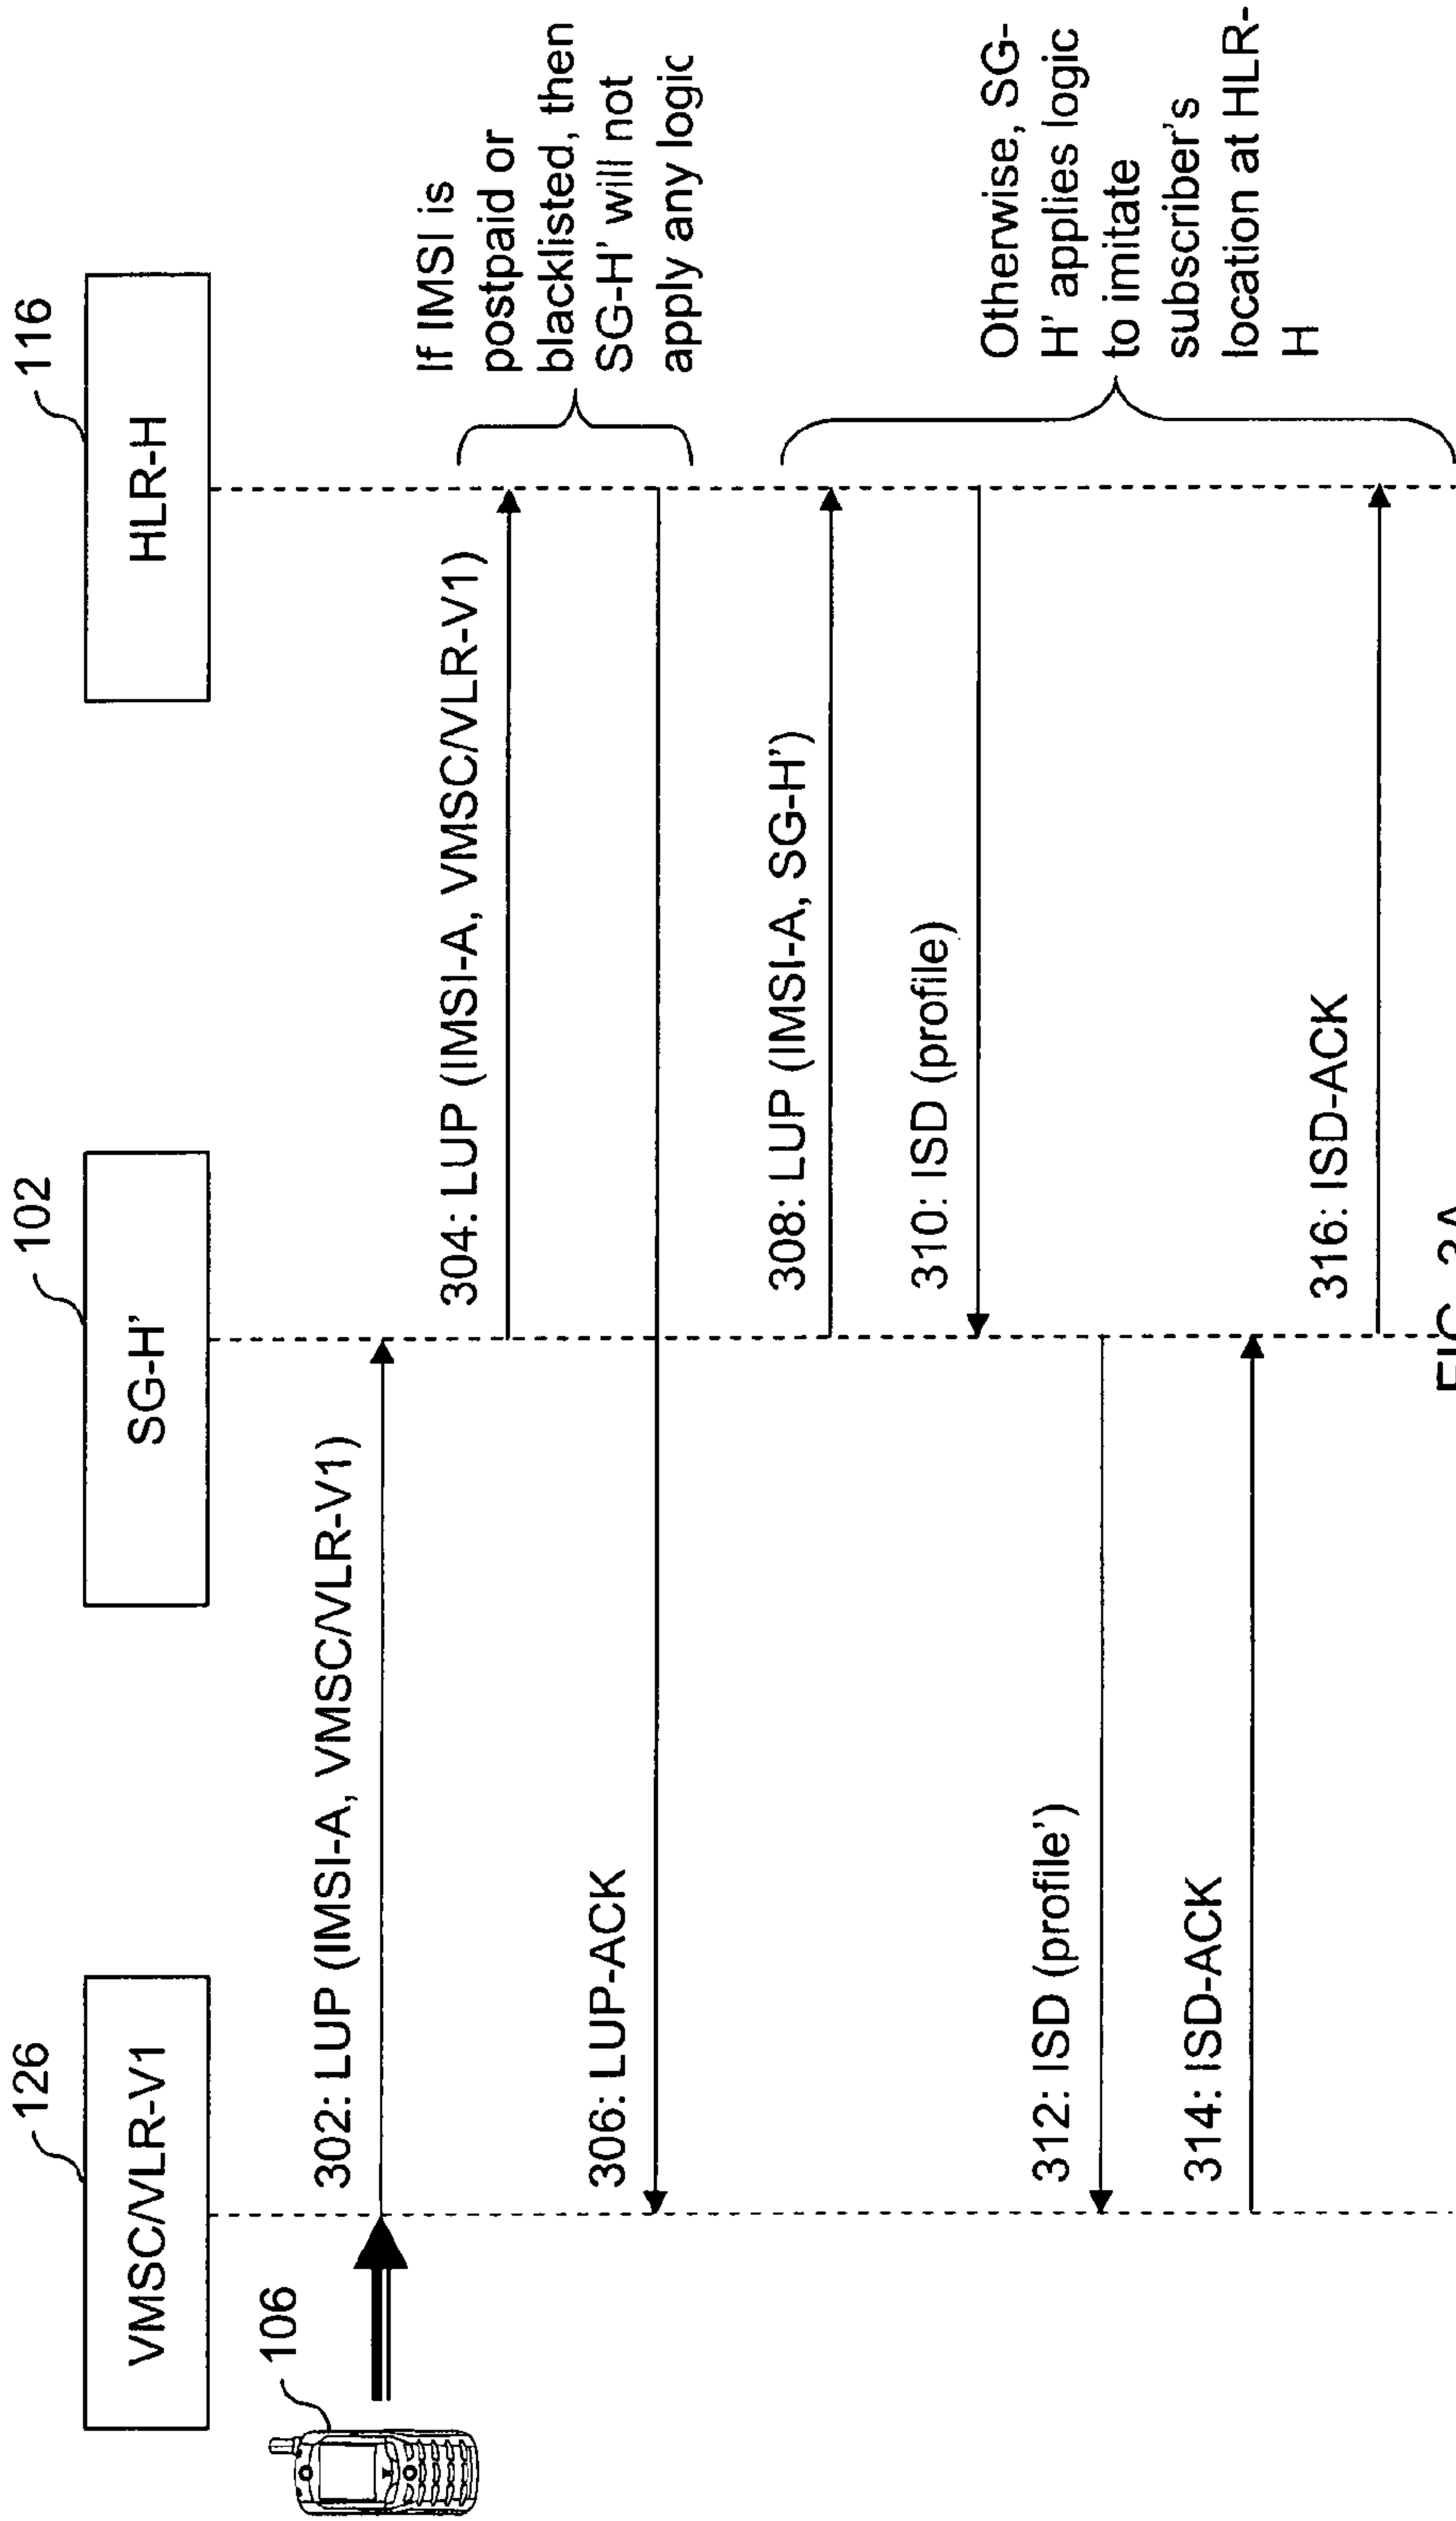 126
VMSC/VLR-V1
102
SG-H'
116
HLR-H
106
302: LUP (IMSI-A, VMSC/VLR-V1)
304: LUP (IMSI-A, VMSC/VLR-V1)
306: LUP-ACK
If IMSI is
postpaid or
blacklisted, then
SG-H' will not
apply any logic
308: LUP (IMSI-A, SG-H')
310: ISD (profile)
312: ISD (profile')
314: ISD-ACK
316: ISD-ACK
Otherwise, SG-
H' applies logic
to imitate
subscriber's
location at HLR-
H
FIG. 3A